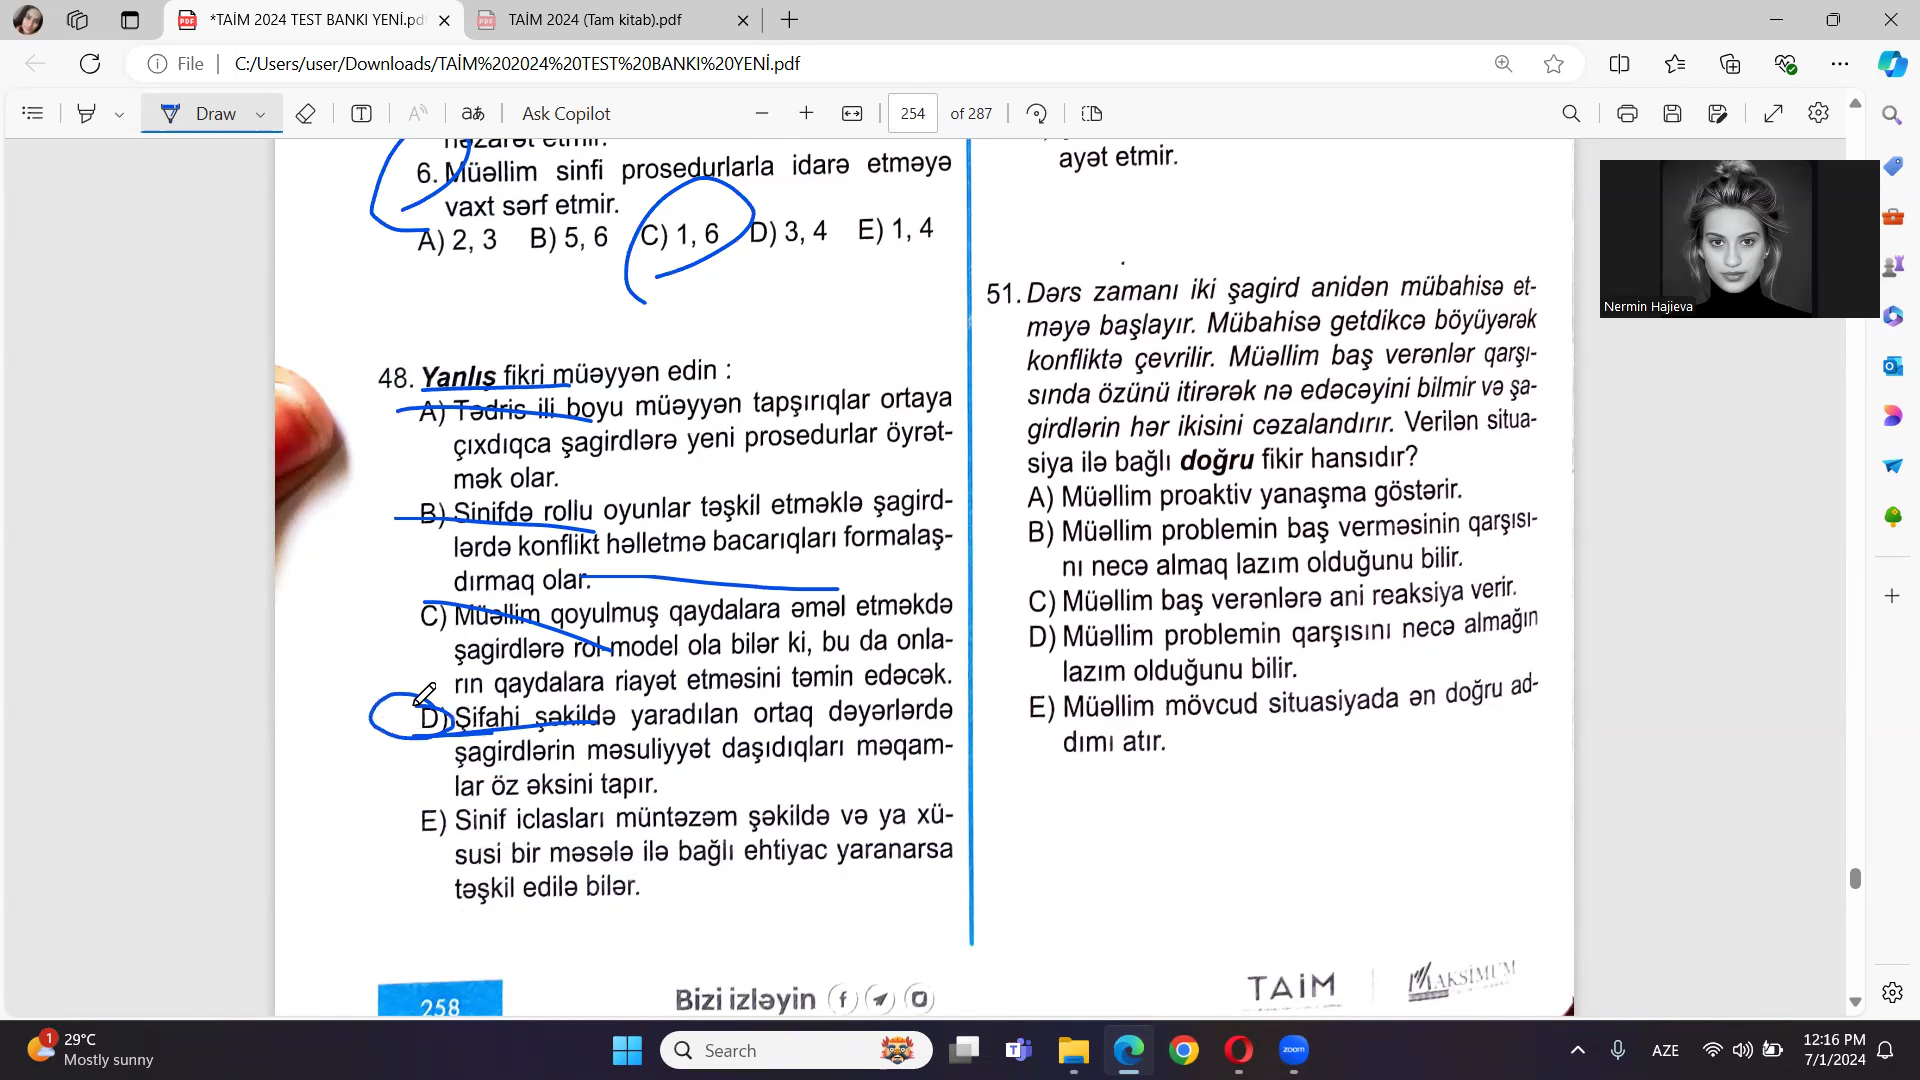 *TAİM 2024 TEST BANKI YENİ.pdf
TAİM 2024 (Tam kitab).pdf
File
C:/Users/user/Downloads/TAİM%202024%20TEST%20BANKI%20YENİ.pdf
Draw
aあ
Ask Copilot
254
of 287
nəzarət etmir.
6. Müəllim sinfi prosedurlarla idarə etməyə
vaxt sərf etmir.
A) 2, 3 B) 5, 6 C) 1, 6 D) 3, 4 E) 1, 4
48. Yanlış fikri müəyyən edin :
A) Tədris ili boyu müəyyən tapşırıqlar ortaya
çıxdıqca şagirdlərə yeni prosedurlar öyrət-
mək olar.
B) Sinifdə rollu oyunlar təşkil etməklə şagird-
lərdə konflikt həlletmə bacarıqları formalaş-
dırmaq olar.
C) Müəllim qoyulmuş qaydalara əməl etməkdə
şagirdlərə rol model ola bilər ki, bu da onla-
rın qaydalara riayət etməsini təmin edəcək.
D) Şifahi şəkildə yaradılan ortaq dəyərlərdə
şagirdlərin məsuliyyət daşıdıqları məqam-
lar öz əksini tapır.
E) Sinif iclasları müntəzəm şəkildə və ya xü-
susi bir məsələ ilə bağlı ehtiyac yaranarsa
təşkil edilə bilər.
258
Bizi izləyin
ayət etmir.
51. Dərs zamanı iki şagird anidən mübahisə et-
məyə başlayır. Mübahisə getdikcə böyüyərək
konfliktə çevrilir. Müəllim baş verənlər qarşı-
sında özünü itirərək nə edəcəyini bilmir və şa-
girdlərin hər ikisini cəzalandırır. Verilən situa-
siya ilə bağlı doğru fikir hansıdır?
A) Müəllim proaktiv yanaşma göstərir.
B) Müəllim problemin baş verməsinin qarşısı-
nı necə almaq lazım olduğunu bilir.
C) Müəllim baş verənlərə ani reaksiya verir.
D) Müəllim problemin qarşısını necə almağın
lazım olduğunu bilir.
E) Müəllim mövcud situasiyada ən doğru ad-
dımı atır.
TAİM
MAKSİMUM
Nermin Hajieva
1
29°C
Mostly sunny
Search
zoom
AZE
12:16 PM
7/1/2024